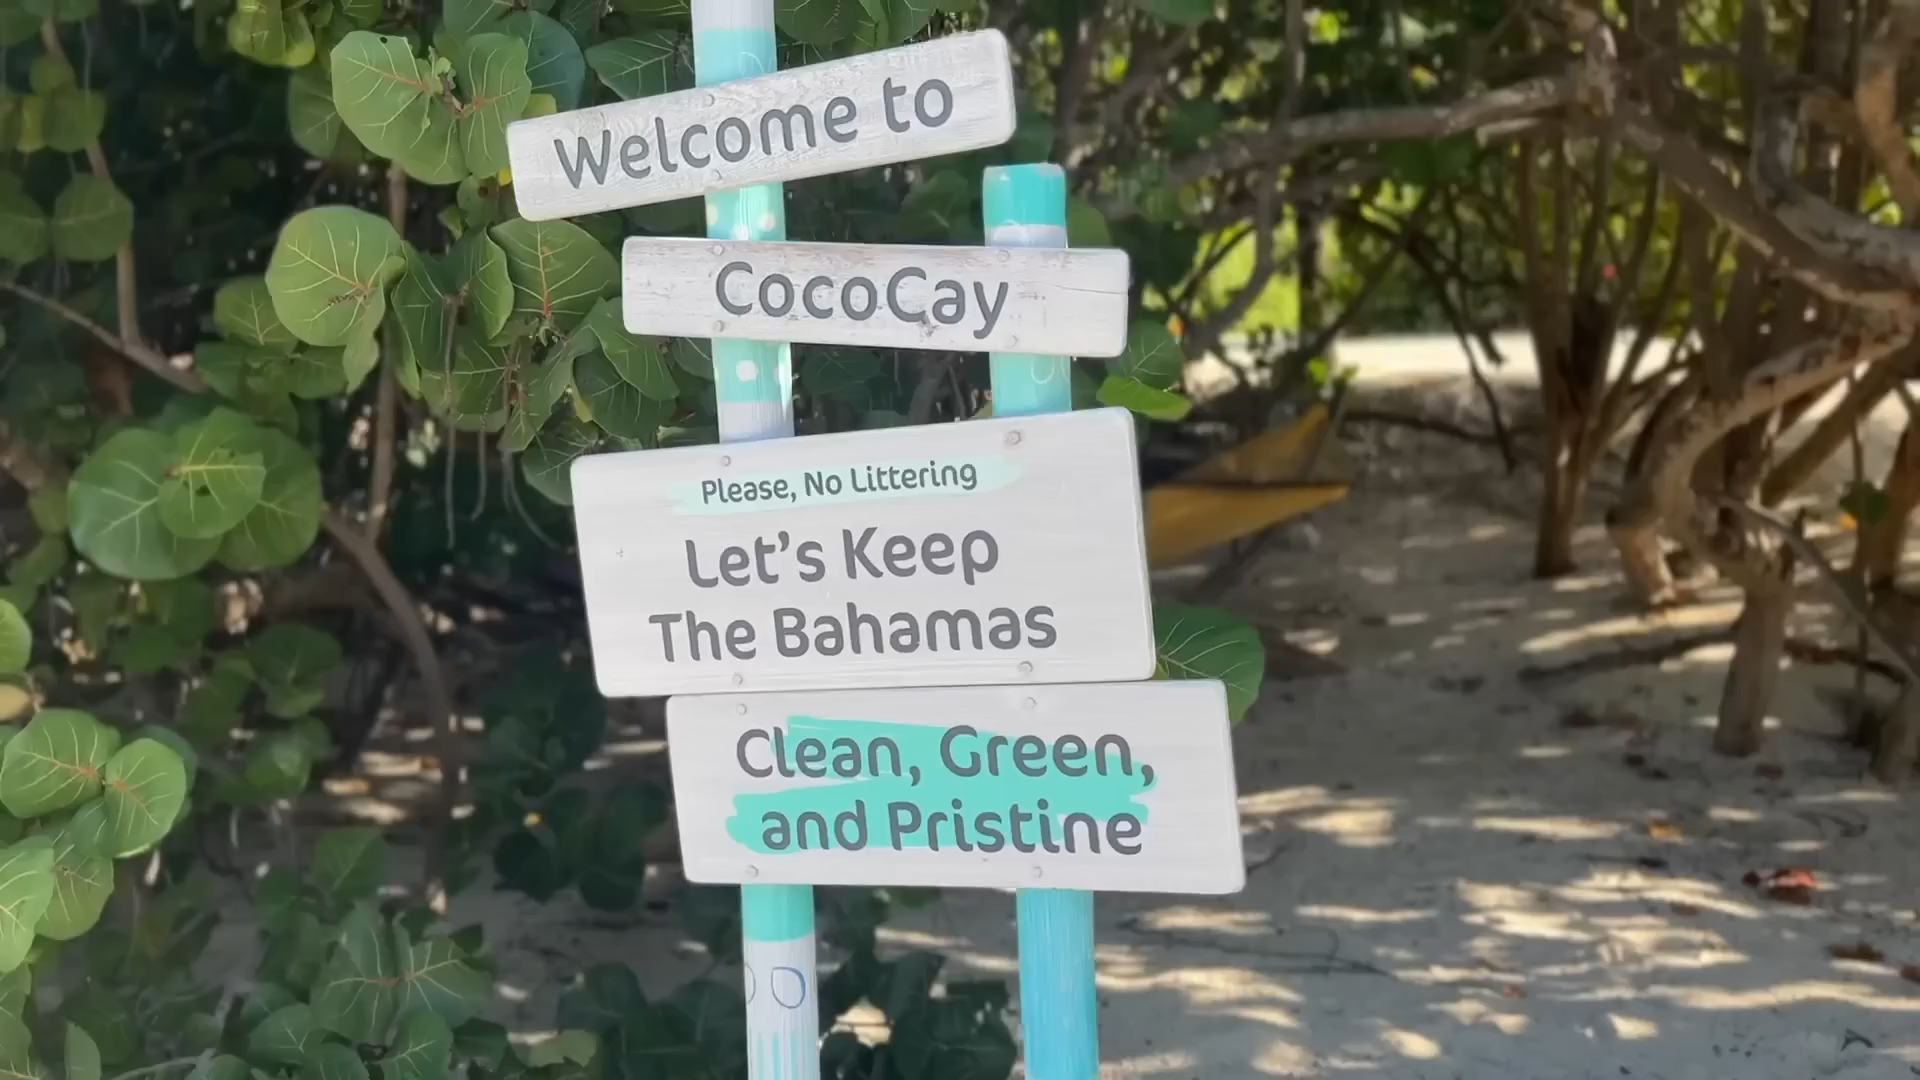 Welcome to
CocoCay
Please, No Littering
Let's Keep
The Bahamas
Clean, Green,
and Pristine